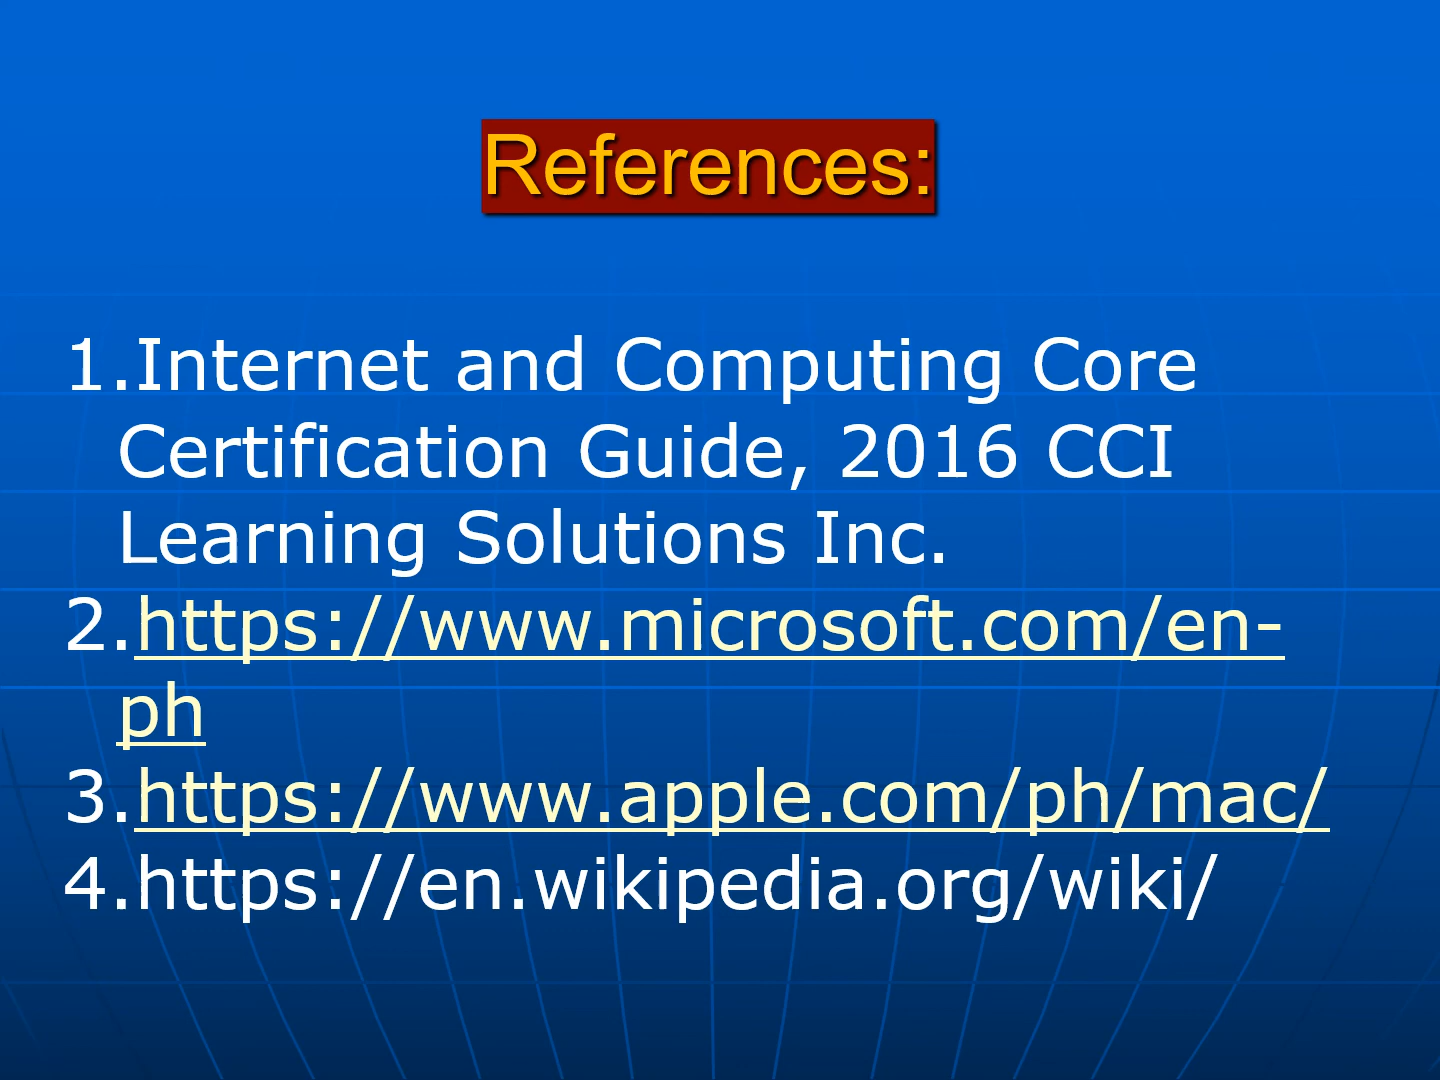 References:
1.Internet and Computing Core
Certification Guide, 2016 CCI
Learning Solutions Inc.
2.https://www.microsoft.com/en-
ph
3.https://www.apple.com/ph/mac/
4.https://en.wikipedia.org/wiki/